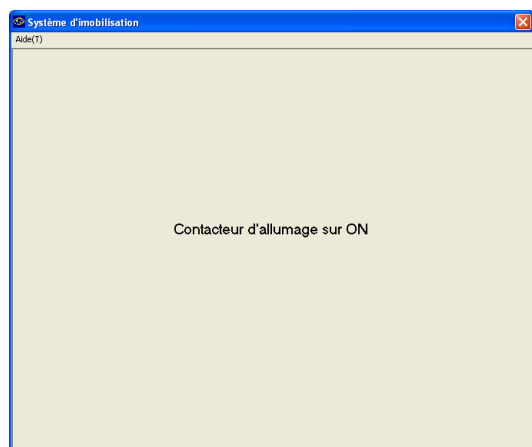 Système d'imobilisation
Aide(T)
Contacteur d'allumage sur ON